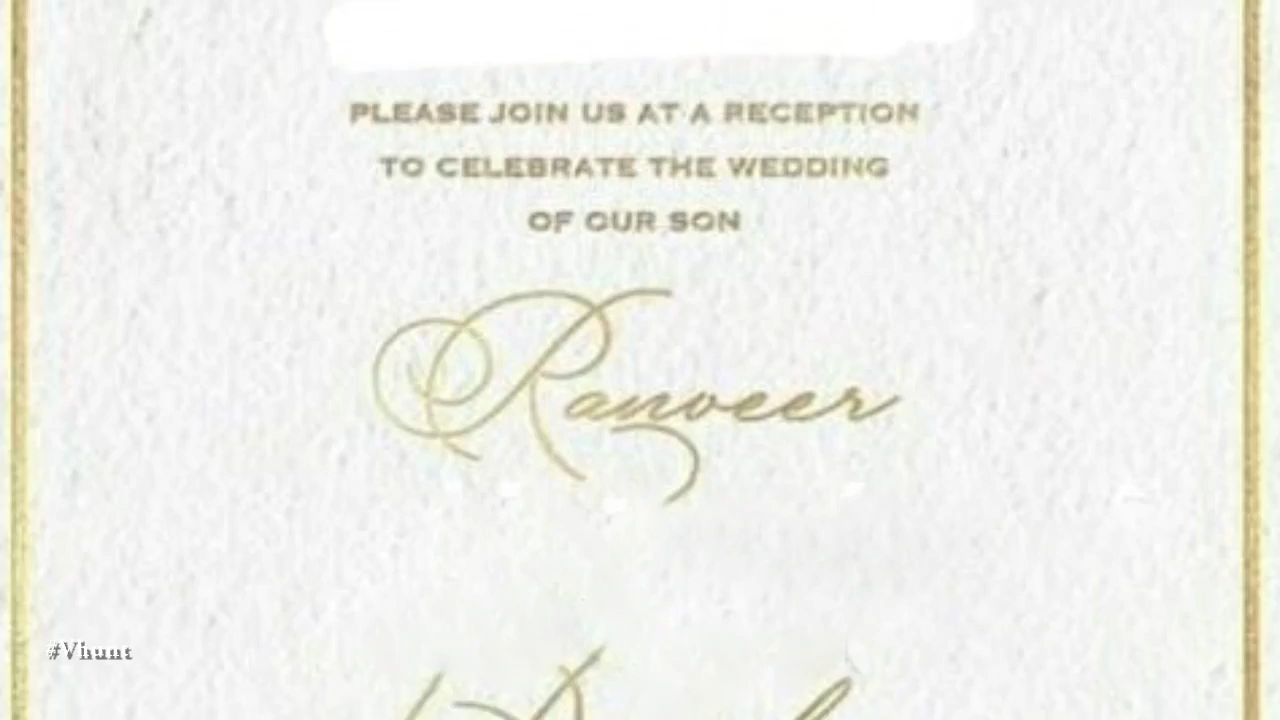 PLEASE JOIN US AT A RECEPTION
TO CELEBRATE THE WEDDING
OF OUR SON
Ranveer
#Vhunt